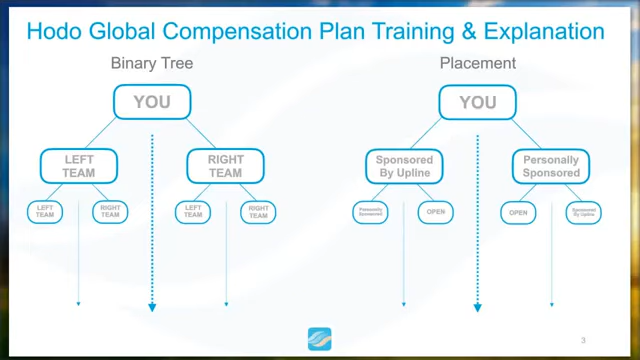 Hodo Global Compensation Plan Training & Explanation
Binary Tree
YOU
LEFT
TEAM
RIGHT
TEAM
LEFT
TEAM
RIGHT
TEAM
LEFT
TEAM
RIGHT
TEAM
Placement
YOU
Sponsored
By Upline
Personally
Sponsored
Personally
Sponsored
OPEN
OPEN
Sponsored
By Upline
3